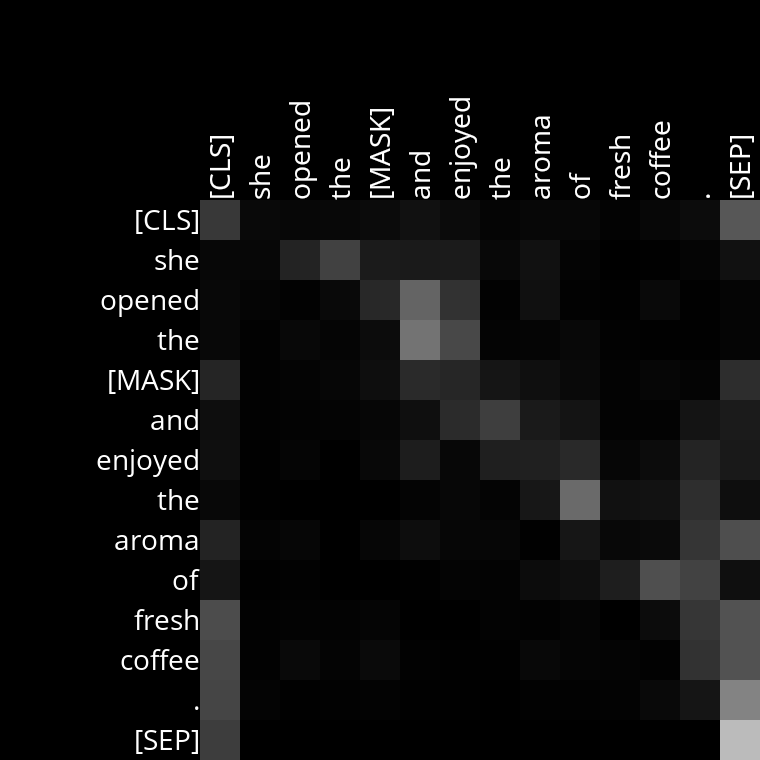 [CLS] she opened the [MASK] and enjoyed the aroma of fresh coffee . [SEP]
[CLS]
she
opened
the
[MASK]
and
enjoyed
the
aroma
of
fresh
coffee
.
[SEP]